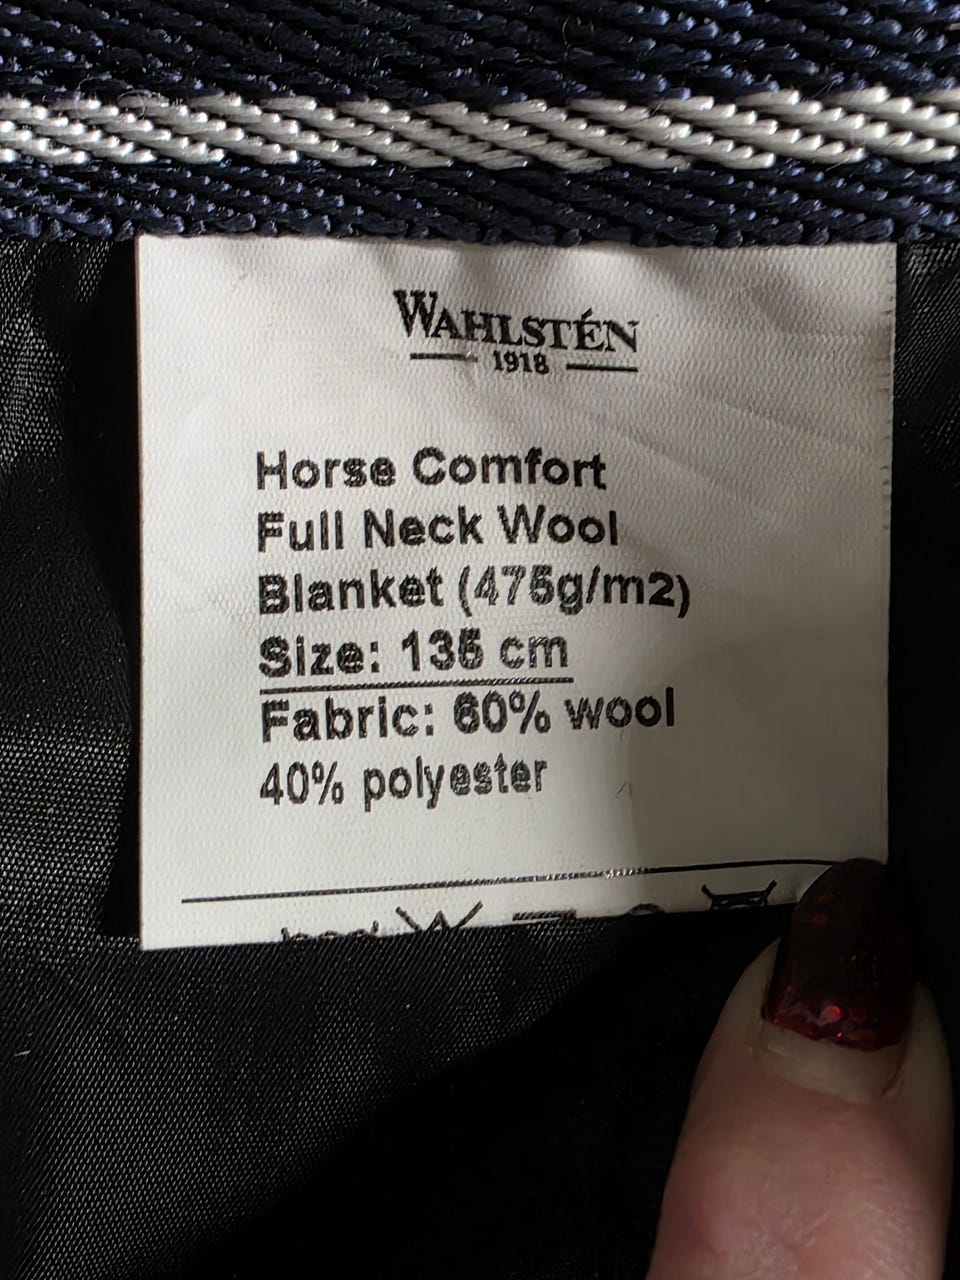 WAHLSTÉN
1918
Horse Comfort
Full Neck Wool
Blanket (475g/m2)
Size: 135 cm
Fabric: 60% wool
40% polyester